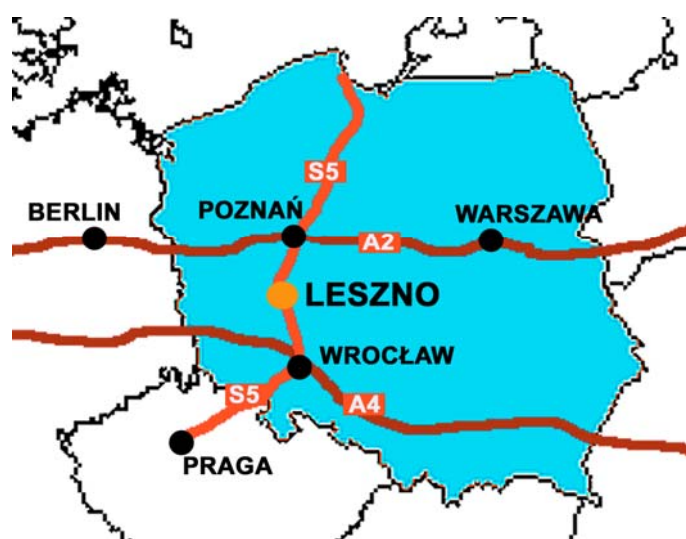 S5
BERLIN
POZNAŃ
WARSZAWA
A2
LESZNO
WROCŁAW
S5
A4
PRAGA